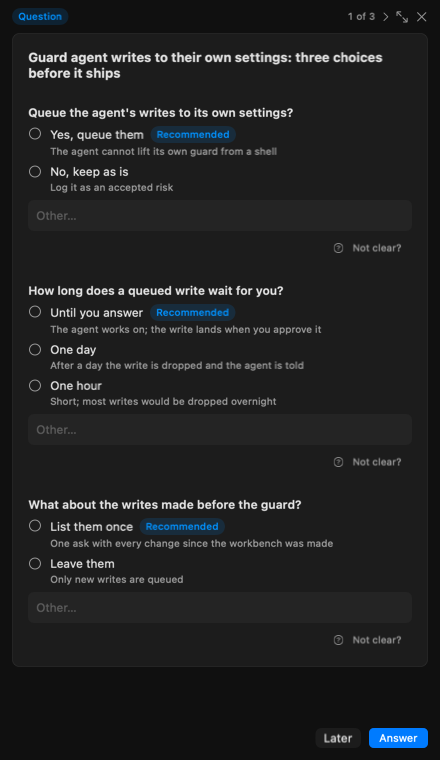 Question
1 of 3
Guard agent writes to their own settings: three choices
before it ships
Queue the agent's writes to its own settings?
Yes, queue them Recommended
The agent cannot lift its own guard from a shell
No, keep as is
Log it as an accepted risk
Other...
Not clear?
How long does a queued write wait for you?
Until you answer Recommended
The agent works on; the write lands when you approve it
One day
After a day the write is dropped and the agent is told
One hour
Short; most writes would be dropped overnight
Other...
Not clear?
What about the writes made before the guard?
List them once Recommended
One ask with every change since the workbench was made
Leave them
Only new writes are queued
Other...
Not clear?
Later Answer